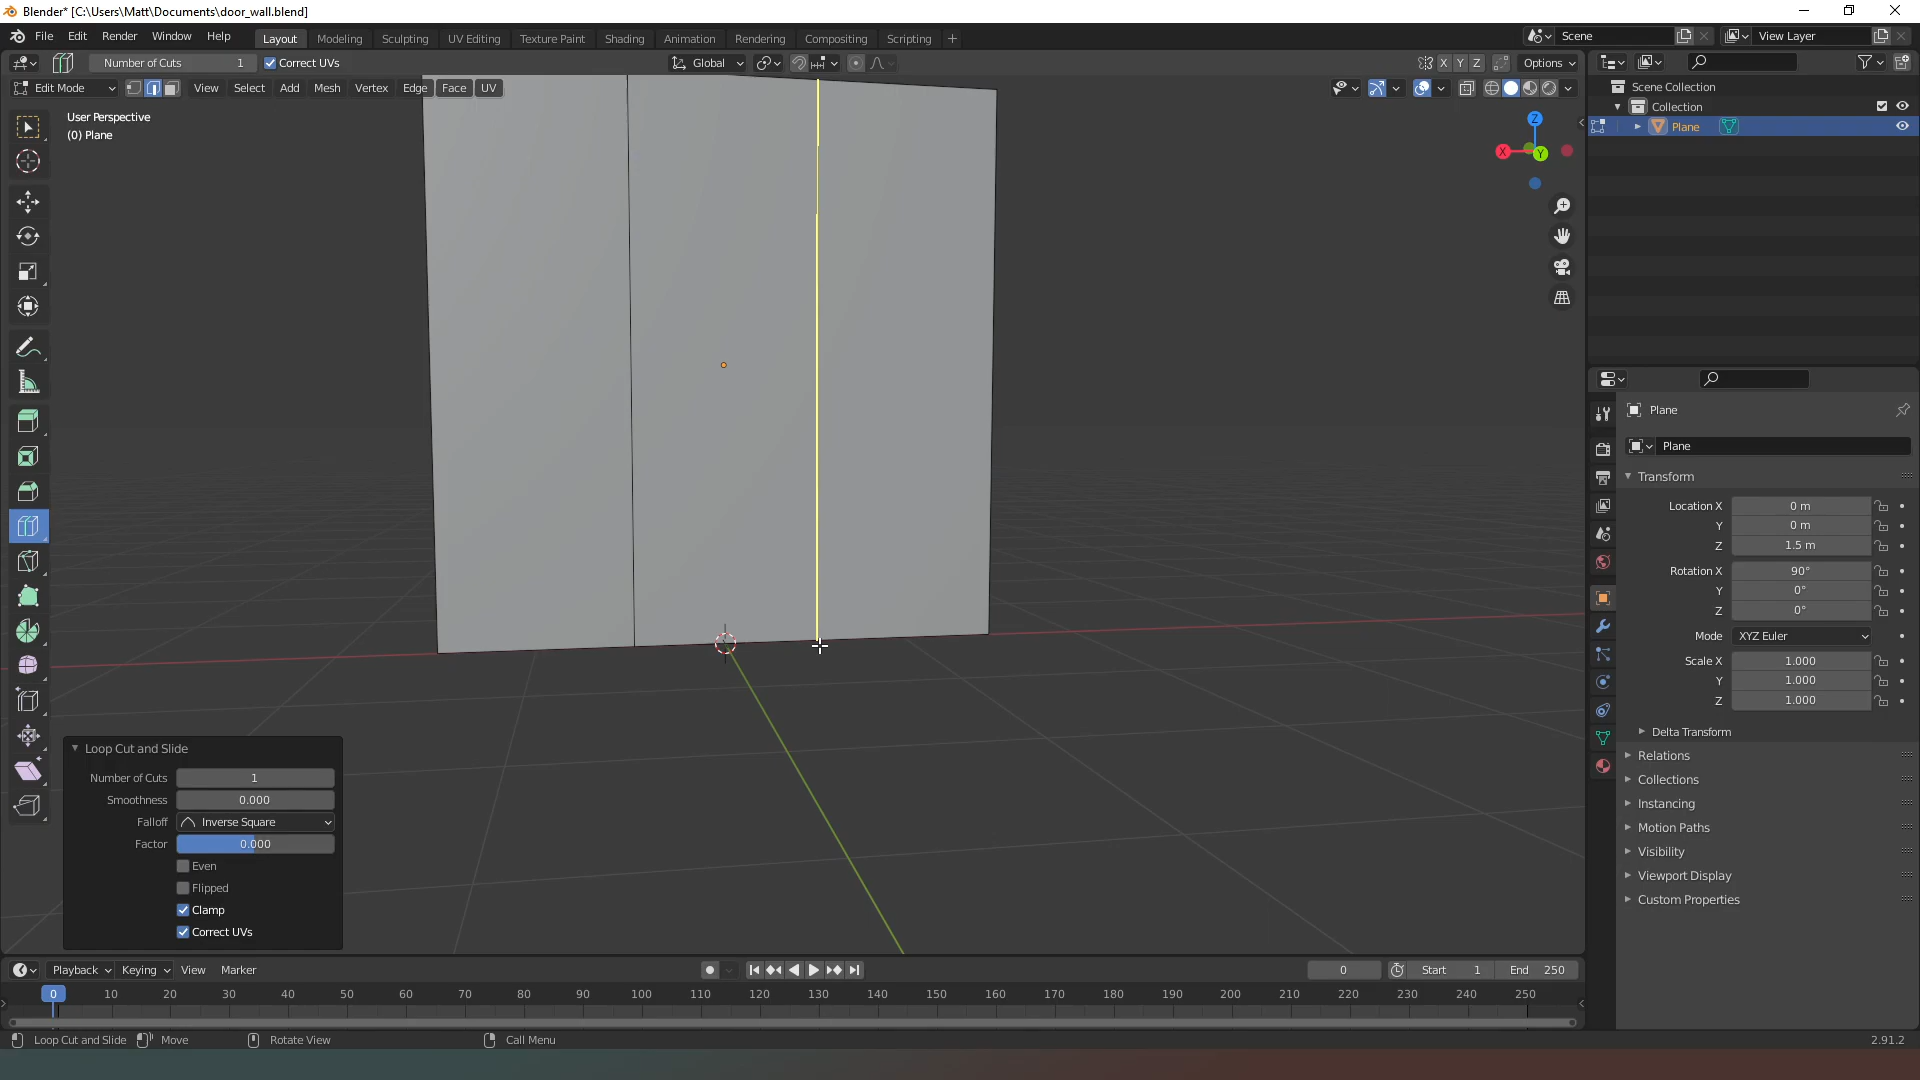 Blender* [C:\Users\Matt\Documents\door_wall.blend]
File Edit Render Window Help Layout Modeling Sculpting UV Editing Texture Paint Shading Animation Rendering Compositing Scripting + Scene View Layer
Number of Cuts 1 Correct UVs Global X Y Z Options
Edit Mode View Select Add Mesh Vertex Edge Face UV
User Perspective
(0) Plane
Z
X Y
Scene Collection
Collection
Plane
Plane
Plane
Transform
Location X 0 m
Y 0 m
Z 1.5 m
Rotation X 90°
Y 0°
Z 0°
Mode XYZ Euler
Scale X 1.000
Y 1.000
Z 1.000
Delta Transform
Relations
Collections
Instancing
Motion Paths
Visibility
Viewport Display
Custom Properties
Loop Cut and Slide
Number of Cuts 1
Smoothness 0.000
Falloff Inverse Square
Factor 0.000
Even
Flipped
Clamp
Correct UVs
Playback Keying View Marker 0 Start 1 End 250
0 10 20 30 40 50 60 70 80 90 100 110 120 130 140 150 160 170 180 190 200 210 220 230 240 250
Loop Cut and Slide Move Rotate View Call Menu 2.91.2